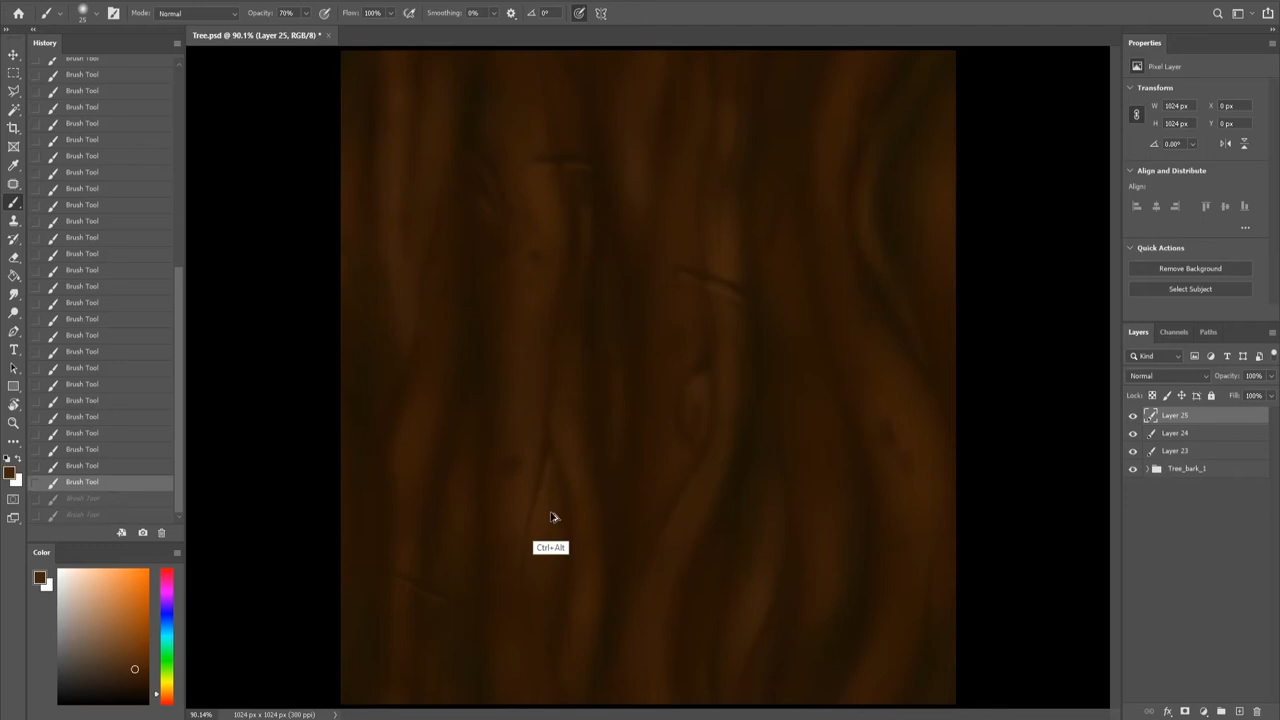 25 Mode: Normal Opacity: 70% Flow: 100% Smoothing: 0% 0°
History
Tree.psd @ 90.1% (Layer 25, RGB/8) * ×
Properties
Brush Tool
Brush Tool
Pixel Layer
Brush Tool
Transform
Brush Tool
W 1024 px X 0 px
Brush Tool
H 1024 px Y 0 px
Brush Tool
0.00°
Brush Tool
Align and Distribute
Brush Tool
Align:
Brush Tool
Brush Tool
Brush Tool
Quick Actions
Brush Tool
Remove Background
Brush Tool
Select Subject
Brush Tool
Brush Tool
Brush Tool
Layers Channels Paths
Brush Tool
Kind
Brush Tool
Normal Opacity: 100%
Brush Tool
Lock: Fill: 100%
Brush Tool
Layer 25
Brush Tool
Layer 24
Brush Tool
Layer 23
Brush Tool
Tree_bark_1
Brush Tool
Brush Tool
Brush Tool
Brush Tool
Ctrl+Alt
Color
90.14% 1024 px x 1024 px (300 ppi)